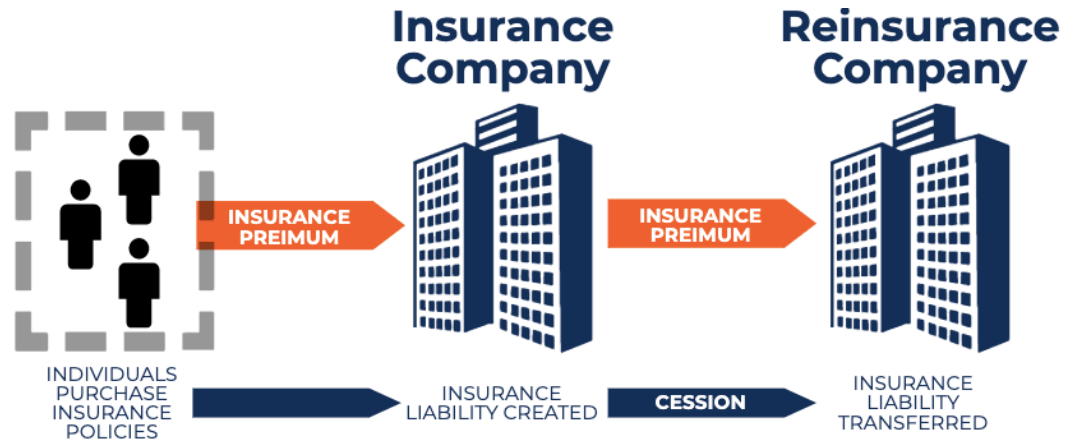 Insurance
Company
Reinsurance
Company
INSURANCE
PREIMUM
INSURANCE
PREIMUM
INDIVIDUALS
PURCHASE
INSURANCE
POLICIES
INSURANCE
LIABILITY CREATED
CESSION
INSURANCE
LIABILITY
TRANSFERRED